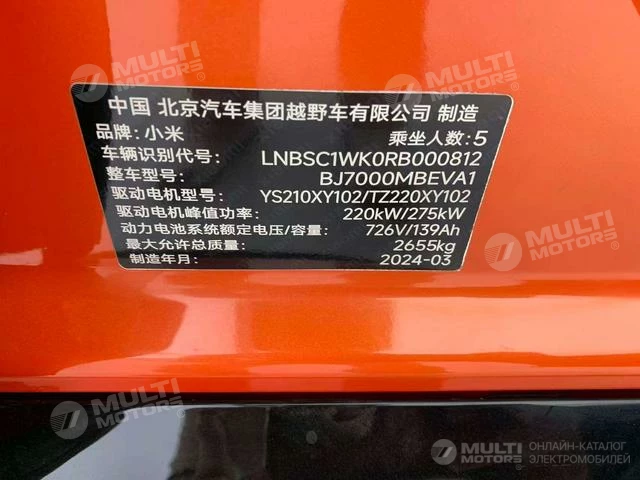 MULTI MOTORS
MULTI MOTORS
MULTI MOTORS
中国 北京汽车集团越野车有限公司 制造
品牌: 小米 乘坐人数: 5
车辆识别代号: LNBSC1WK0RB000812
整车型号: BJ7000MBEVA1
驱动电机型号: YS210XY102/TZ220XY102
驱动电机峰值功率: 220kW/275kW
动力电池系统额定电压/容量: 726V/139Ah
最大允许总质量: 2655kg
制造年月: 2024-03
MULTI MOTORS
MULTI MOTORS
MULTI MOTORS
ОНЛАЙН-КАТАЛОГ
ЭЛЕКТРОМОБИЛЕЙ